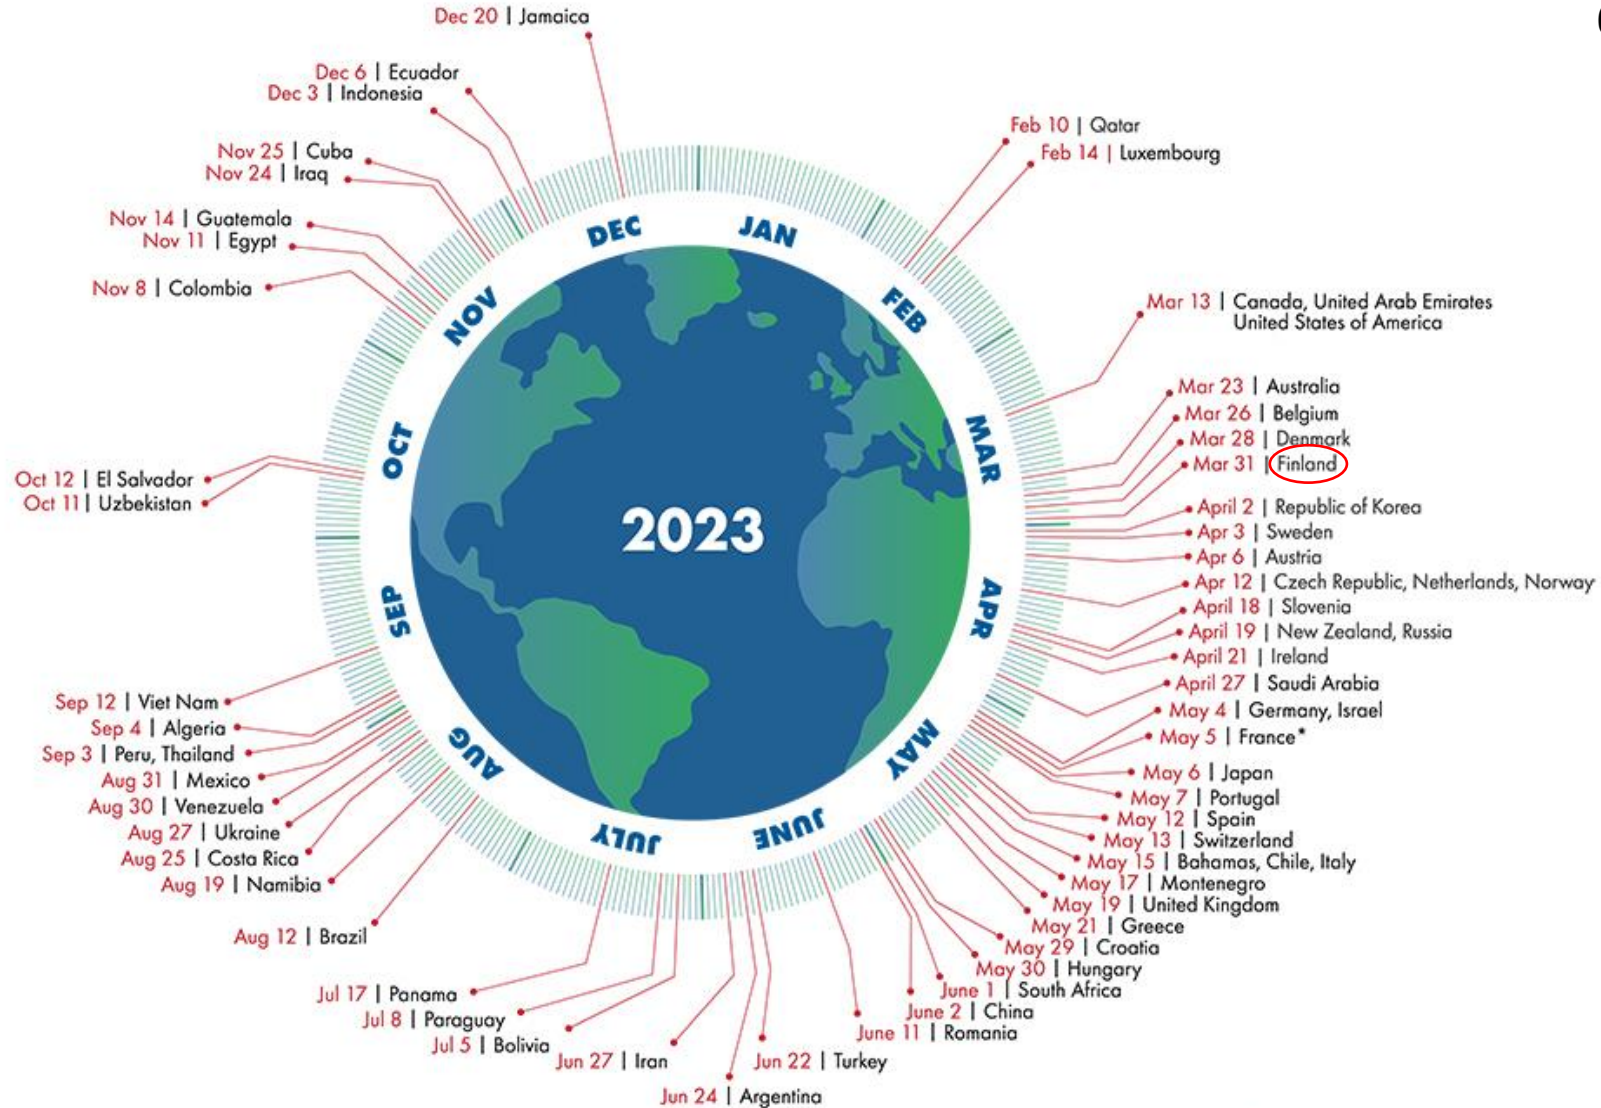 Dec 20 | Jamaica
Dec 6 | Ecuador
Dec 3 | Indonesia
Nov 25 | Cuba
Nov 24 | Iraq
Nov 14 | Guatemala
Nov 11 | Egypt
Nov 8 | Colombia
Oct 12 | El Salvador
Oct 11 | Uzbekistan
Sep 12 | Viet Nam
Sep 4 | Algeria
Sep 3 | Peru, Thailand
Aug 31 | Mexico
Aug 30 | Venezuela
Aug 27 | Ukraine
Aug 25 | Costa Rica
Aug 19 | Namibia
Aug 12 | Brazil
Jul 17 | Panama
Jul 8 | Paraguay
Jul 5 | Bolivia
Jun 27 | Iran
Jun 24 | Argentina
Jun 22 | Turkey
Feb 10 | Qatar
Feb 14 | Luxembourg
Mar 13 | Canada, United Arab Emirates
United States of America
Mar 23 | Australia
Mar 26 | Belgium
Mar 28 | Denmark
Mar 31 | Finland
April 2 | Republic of Korea
Apr 3 | Sweden
Apr 6 | Austria
Apr 12 | Czech Republic, Netherlands, Norway
April 18 | Slovenia
April 19 | New Zealand, Russia
April 21 | Ireland
April 27 | Saudi Arabia
May 4 | Germany, Israel
May 5 | France*
May 6 | Japan
May 7 | Portugal
May 12 | Spain
May 13 | Switzerland
May 15 | Bahamas, Chile, Italy
May 17 | Montenegro
May 19 | United Kingdom
May 21 | Greece
May 29 | Croatia
May 30 | Hungary
June 1 | South Africa
June 2 | China
June 11 | Romania
JAN
FEB
MAR
APR
MAY
JUNE
JULY
AUG
SEP
OCT
NOV
DEC
2023